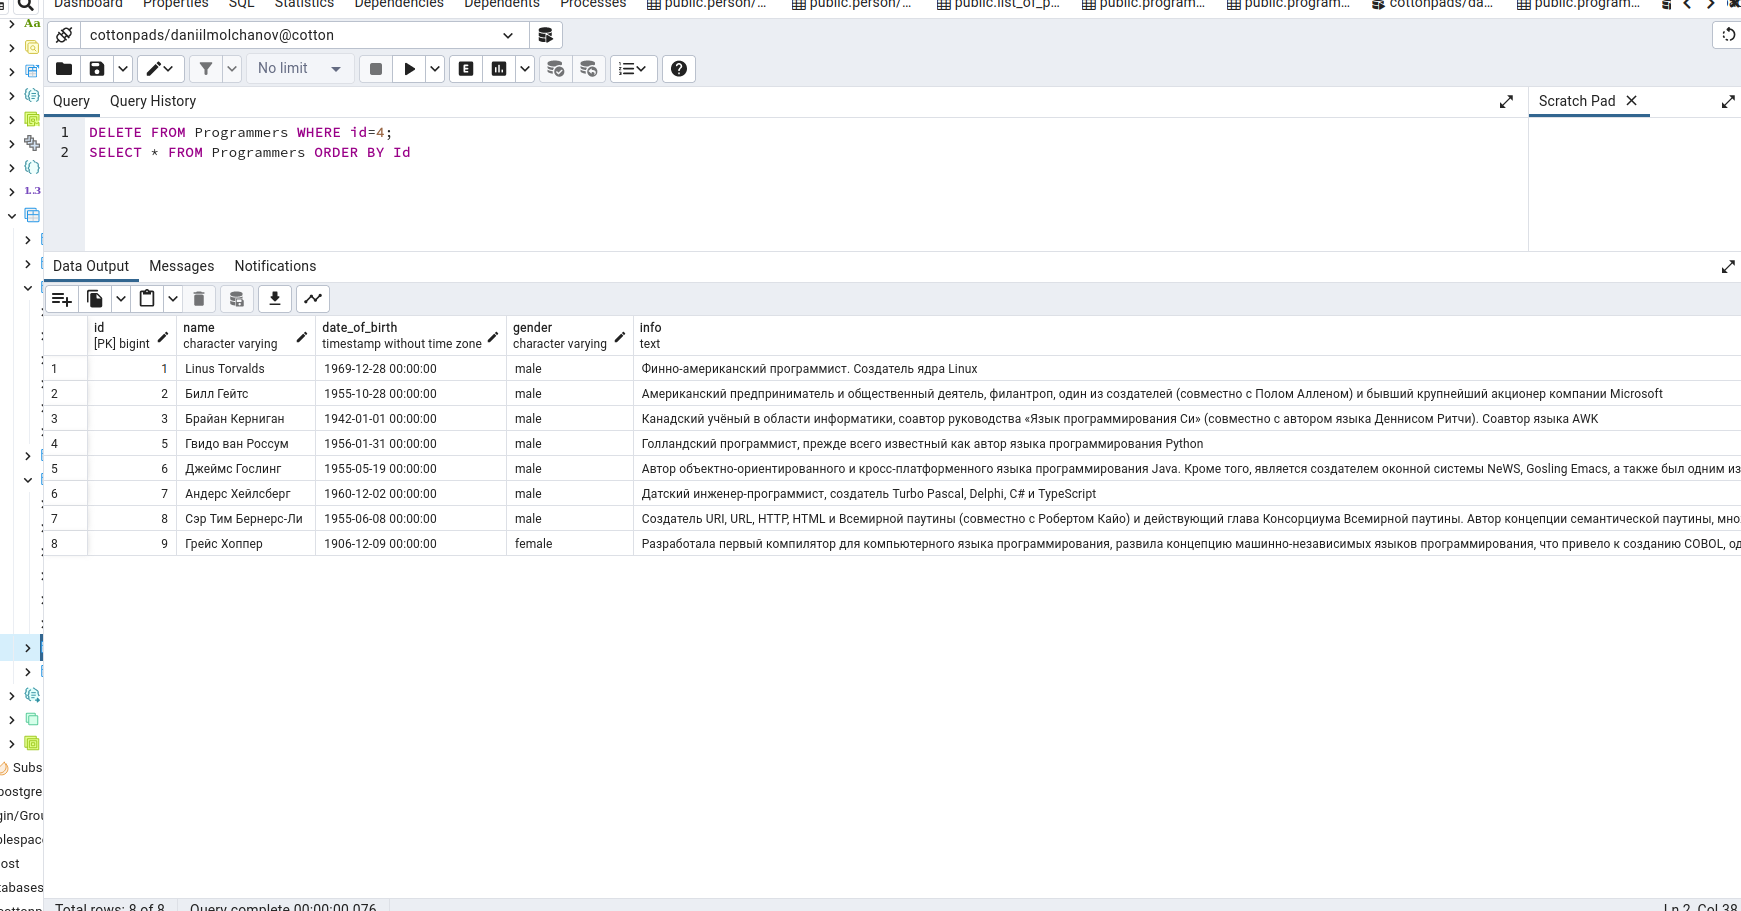 Dashboard Properties SQL Statistics Dependencies Dependents Processes public.person/... public.person/... public.list_of_p... public.program... public.program... cottonpads/da... public.program...
cottonpads/daniilmolchanov@cotton
No limit
Query Query History Scratch Pad
1 DELETE FROM Programmers WHERE id=4;
2 SELECT * FROM Programmers ORDER BY Id
Data Output Messages Notifications
id name date_of_birth gender info
[PK] bigint character varying timestamp without time zone character varying text
1 1 Linus Torvalds 1969-12-28 00:00:00 male Финно-американский программист. Создатель ядра Linux
2 2 Билл Гейтс 1955-10-28 00:00:00 male Американский предприниматель и общественный деятель, филантроп, один из создателей (совместно с Полом Алленом) и бывший крупнейший акционер компании Microsoft
3 3 Брайан Керниган 1942-01-01 00:00:00 male Канадский учёный в области информатики, соавтор руководства «Язык программирования Си» (совместно с автором языка Деннисом Ритчи). Соавтор языка AWK
4 5 Гвидо ван Россум 1956-01-31 00:00:00 male Голландский программист, прежде всего известный как автор языка программирования Python
5 6 Джеймс Гослинг 1955-05-19 00:00:00 male Автор объектно-ориентированного и кросс-платформенного языка программирования Java. Кроме того, является создателем оконной системы NeWS, Gosling Emacs, а также был одним из
6 7 Андерс Хейлсберг 1960-12-02 00:00:00 male Датский инженер-программист, создатель Turbo Pascal, Delphi, C# и TypeScript
7 8 Сэр Тим Бернерс-Ли 1955-06-08 00:00:00 male Создатель URI, URL, HTTP, HTML и Всемирной паутины (совместно с Робертом Кайо) и действующий глава Консорциума Всемирной паутины. Автор концепции семантической паутины, мно
8 9 Грейс Хоппер 1906-12-09 00:00:00 female Разработала первый компилятор для компьютерного языка программирования, развила концепцию машинно-независимых языков программирования, что привело к созданию COBOL, од
Aa
1.3
Subs
postgre
gin/Grou
olespac
ost
tabases
Total rows: 8 of 8 Query complete 00:00:00.076 Ln 2, Col 38